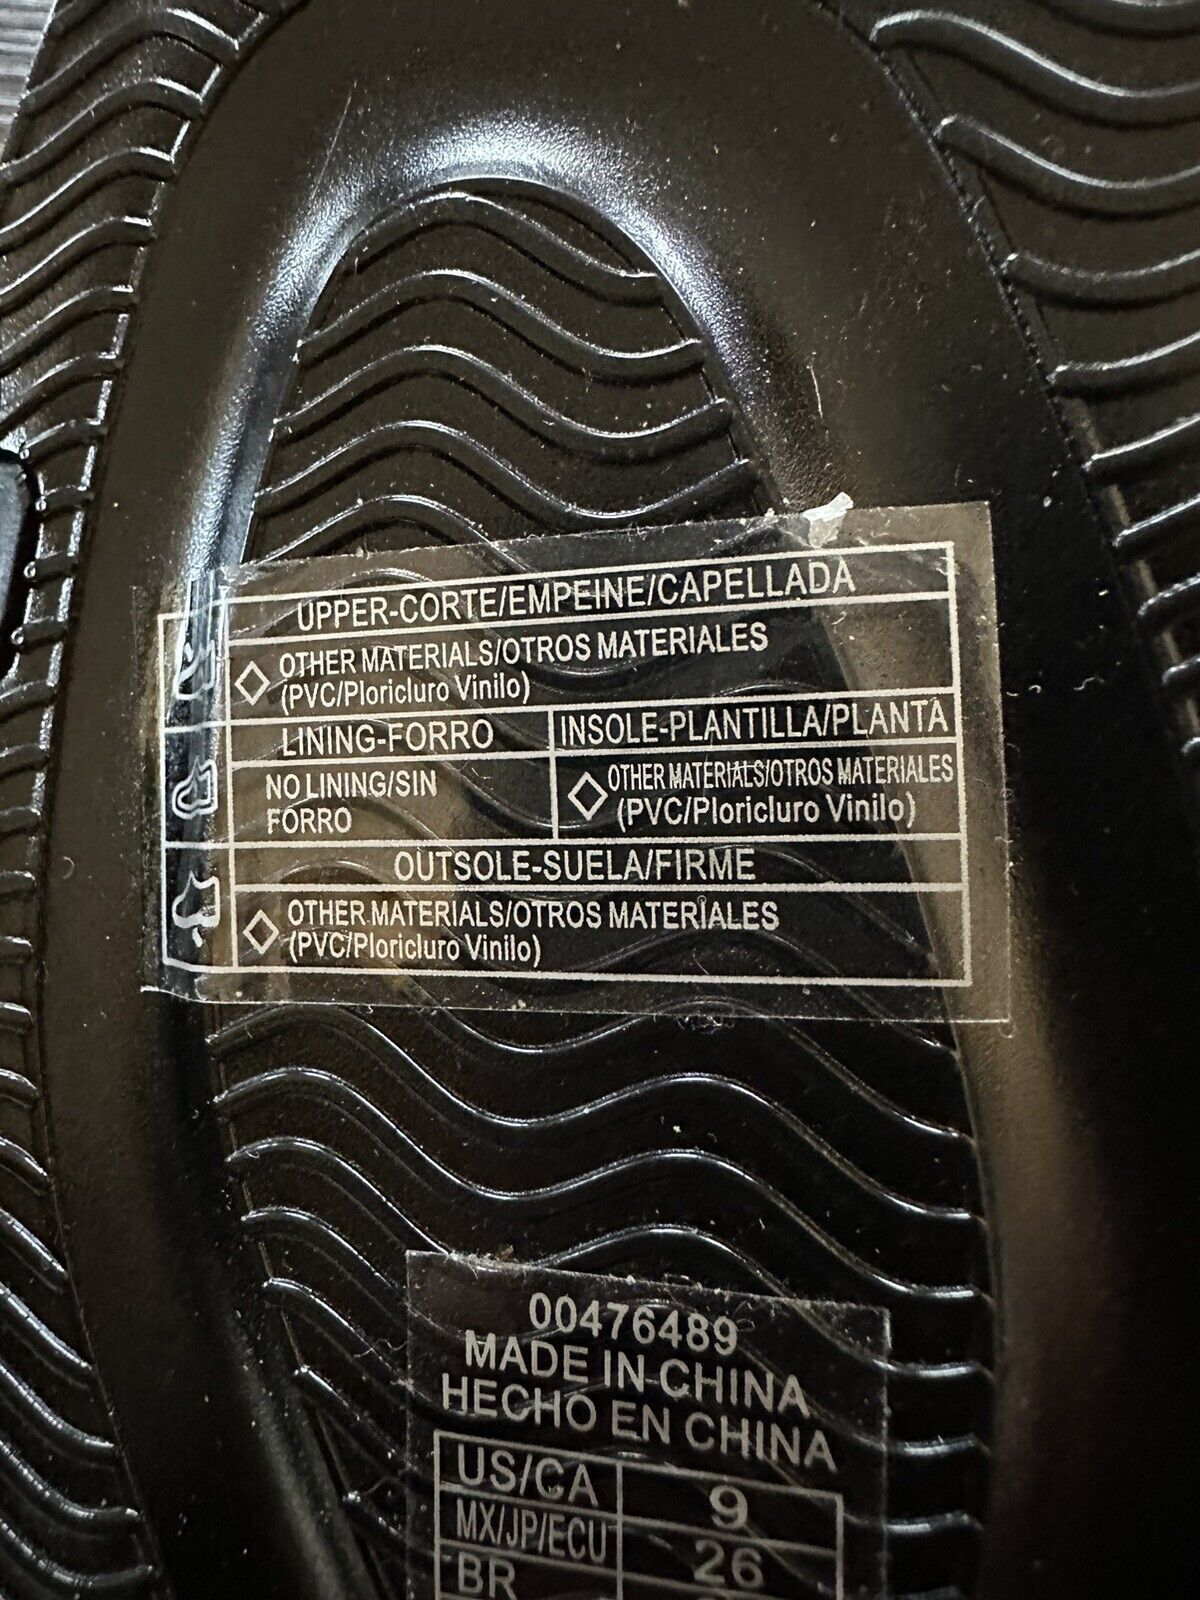 UPPER-CORTE/EMPEINE/CAPELLADA
OTHER MATERIALS/OTROS MATERIALES
(PVC/Ploricluro Vinilo)
LINING-FORRO
INSOLE-PLANTILLA/PLANTA
NO LINING/SIN
FORRO
OTHER MATERIALS/OTROS MATERIALES
(PVC/Ploricluro Vinilo)
OUTSOLE-SUELA/FIRME
OTHER MATERIALS/OTROS MATERIALES
(PVC/Ploricluro Vinilo)
00476489
MADE IN CHINA
HECHO EN CHINA
US/CA 9
MX/JP/ECU 26
BR